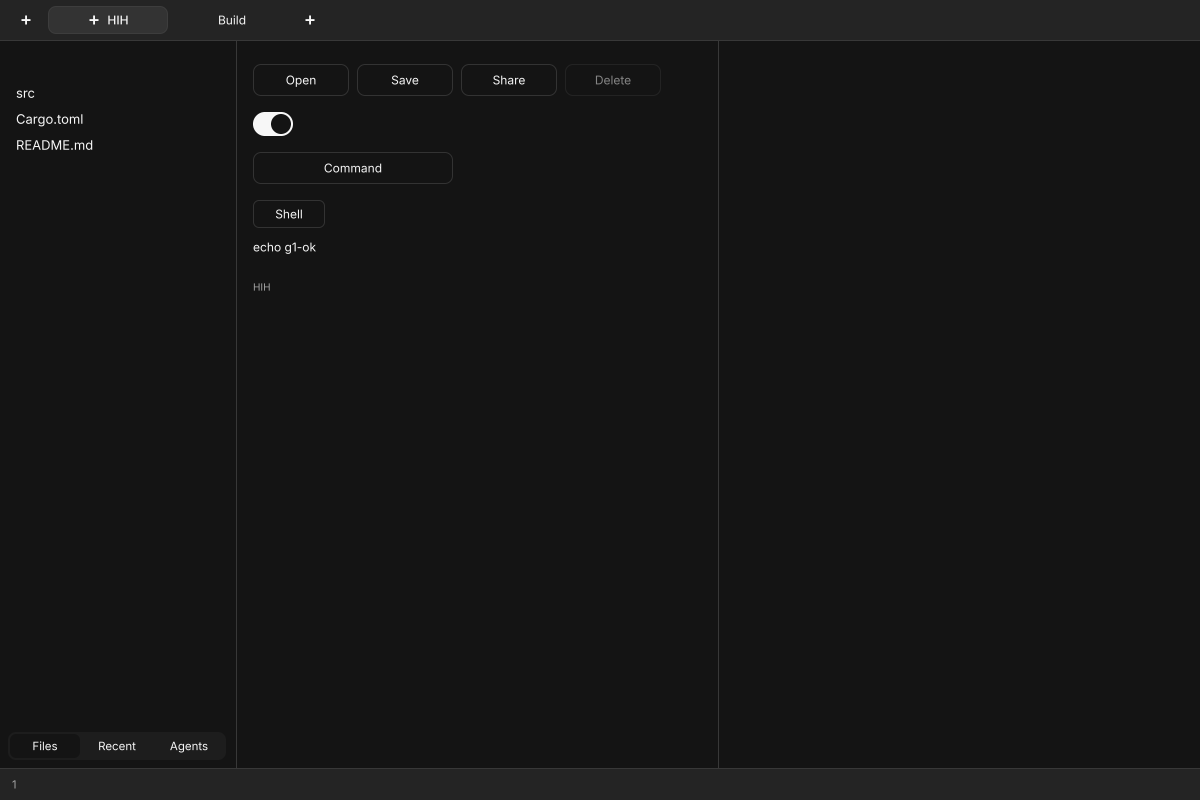 + + HIH Build +
src
Cargo.toml
README.md
Open Save Share Delete
Command
Shell
echo g1-ok
HIH
Files Recent Agents
1